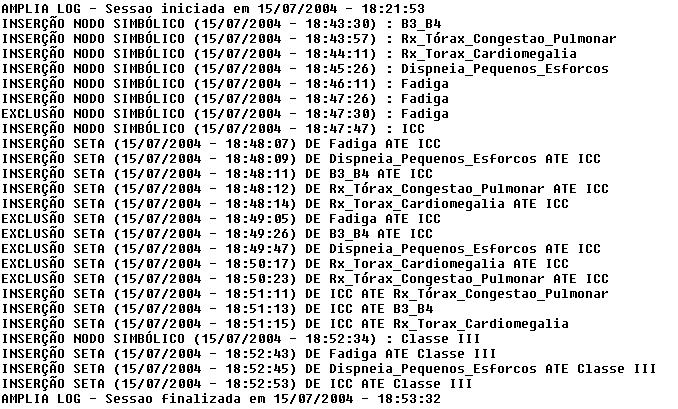 AMPLIA LOG - Sessao iniciada em 15/07/2004 - 18:21:53
INSERÇÃO NODO SIMBÓLICO (15/07/2004 - 18:43:30) : B3_B4
INSERÇÃO NODO SIMBÓLICO (15/07/2004 - 18:43:57) : Rx_Tórax_Congestao_Pulmonar
INSERÇÃO NODO SIMBÓLICO (15/07/2004 - 18:44:11) : Rx_Torax_Cardiomegalia
INSERÇÃO NODO SIMBÓLICO (15/07/2004 - 18:45:26) : Dispneia_Pequenos_Esforcos
INSERÇÃO NODO SIMBÓLICO (15/07/2004 - 18:46:11) : Fadiga
INSERÇÃO NODO SIMBÓLICO (15/07/2004 - 18:47:26) : Fadiga
EXCLUSÃO NODO SIMBÓLICO (15/07/2004 - 18:47:30) : Fadiga
INSERÇÃO NODO SIMBÓLICO (15/07/2004 - 18:47:47) : ICC
INSERÇÃO SETA (15/07/2004 - 18:48:07) DE Fadiga ATE ICC
INSERÇÃO SETA (15/07/2004 - 18:48:09) DE Dispneia_Pequenos_Esforcos ATE ICC
INSERÇÃO SETA (15/07/2004 - 18:48:11) DE B3_B4 ATE ICC
INSERÇÃO SETA (15/07/2004 - 18:48:12) DE Rx_Tórax_Congestao_Pulmonar ATE ICC
INSERÇÃO SETA (15/07/2004 - 18:48:14) DE Rx_Torax_Cardiomegalia ATE ICC
EXCLUSÃO SETA (15/07/2004 - 18:49:05) DE Fadiga ATE ICC
EXCLUSÃO SETA (15/07/2004 - 18:49:26) DE B3_B4 ATE ICC
EXCLUSÃO SETA (15/07/2004 - 18:49:47) DE Dispneia_Pequenos_Esforcos ATE ICC
EXCLUSÃO SETA (15/07/2004 - 18:50:17) DE Rx_Torax_Cardiomegalia ATE ICC
EXCLUSÃO SETA (15/07/2004 - 18:50:23) DE Rx_Tórax_Congestao_Pulmonar ATE ICC
INSERÇÃO SETA (15/07/2004 - 18:51:11) DE ICC ATE Rx_Tórax_Congestao_Pulmonar
INSERÇÃO SETA (15/07/2004 - 18:51:13) DE ICC ATE B3_B4
INSERÇÃO SETA (15/07/2004 - 18:51:15) DE ICC ATE Rx_Torax_Cardiomegalia
INSERÇÃO NODO SIMBÓLICO (15/07/2004 - 18:52:34) : Classe III
INSERÇÃO SETA (15/07/2004 - 18:52:43) DE Fadiga ATE Classe III
INSERÇÃO SETA (15/07/2004 - 18:52:45) DE Dispneia_Pequenos_Esforcos ATE Classe III
INSERÇÃO SETA (15/07/2004 - 18:52:53) DE ICC ATE Classe III
AMPLIA LOG - Sessao finalizada em 15/07/2004 - 18:53:32